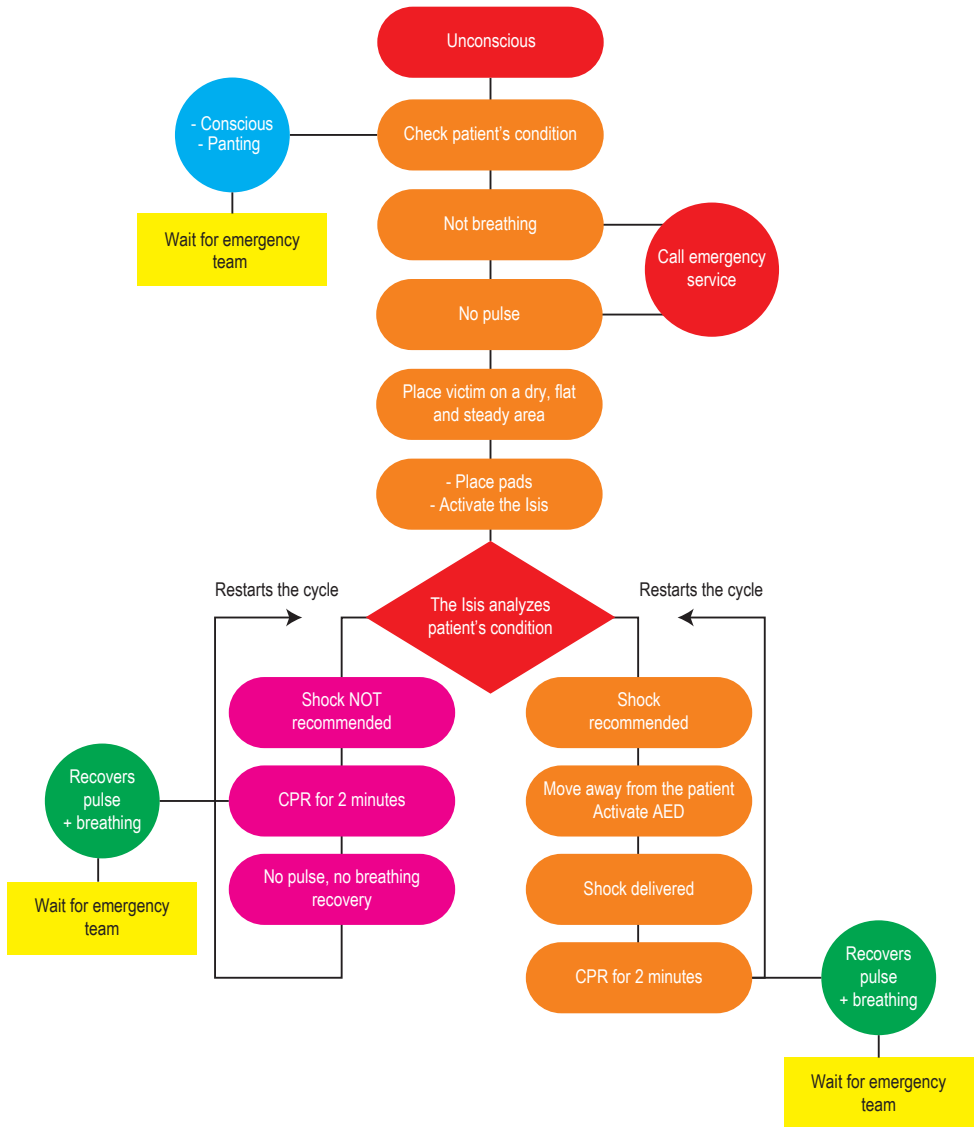 Unconscious
- Conscious
- Panting
Check patient's condition
Wait for emergency
team
Not breathing
Call emergency
service
No pulse
Place victim on a dry, flat
and steady area
- Place pads
- Activate the Isis
Restarts the cycle
The Isis analyzes
patient's condition
Restarts the cycle
Shock NOT
recommended
Shock
recommended
Recovers
pulse
+ breathing
CPR for 2 minutes
Move away from the patient
Activate AED
No pulse, no breathing
recovery
Shock delivered
Wait for emergency
team
CPR for 2 minutes
Recovers
pulse
+ breathing
Wait for emergency
team